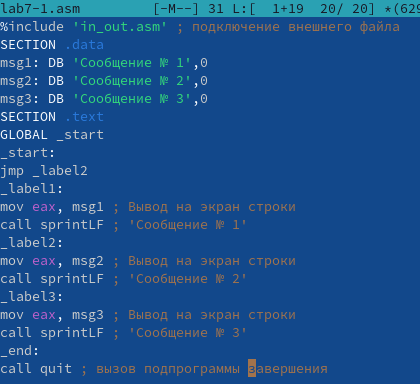 lab7-1.asm [-M--] 31 L:[ 1+19 20/ 20] *(629
%include 'in_out.asm' ; подключение внешнего файла
SECTION .data
msg1: DB 'Сообщение № 1',0
msg2: DB 'Сообщение № 2',0
msg3: DB 'Сообщение № 3',0
SECTION .text
GLOBAL _start
_start:
jmp _label2
_label1:
mov eax, msg1 ; Вывод на экран строки
call sprintLF ; 'Сообщение № 1'
_label2:
mov eax, msg2 ; Вывод на экран строки
call sprintLF ; 'Сообщение № 2'
_label3:
mov eax, msg3 ; Вывод на экран строки
call sprintLF ; 'Сообщение № 3'
_end:
call quit ; вызов подпрограммы завершения